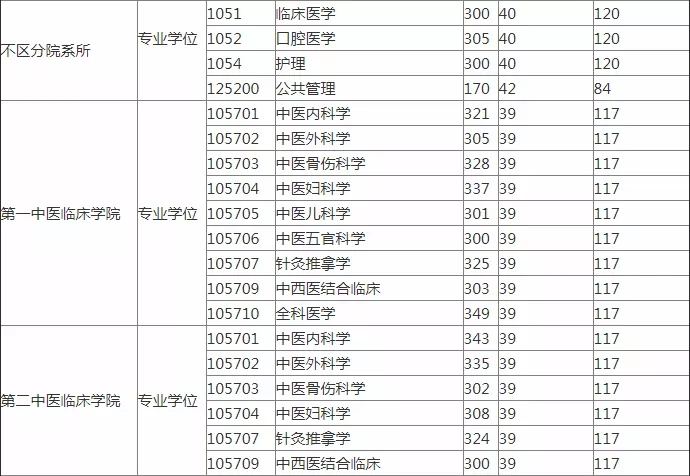 不区分院系所 专业学位 1051 临床医学 300 40 120
1052 口腔医学 305 40 120
1054 护理 300 40 120
125200 公共管理 170 42 84
第一中医临床学院 专业学位 105701 中医内科学 321 39 117
105702 中医外科学 305 39 117
105703 中医骨伤科学 328 39 117
105704 中医妇科学 337 39 117
105705 中医儿科学 301 39 117
105706 中医五官科学 300 39 117
105707 针灸推拿学 325 39 117
105709 中西医结合临床 303 39 117
105710 全科医学 349 39 117
第二中医临床学院 专业学位 105701 中医内科学 343 39 117
105702 中医外科学 335 39 117
105703 中医骨伤科学 302 39 117
105704 中医妇科学 308 39 117
105707 针灸推拿学 324 39 117
105709 中西医结合临床 300 39 117